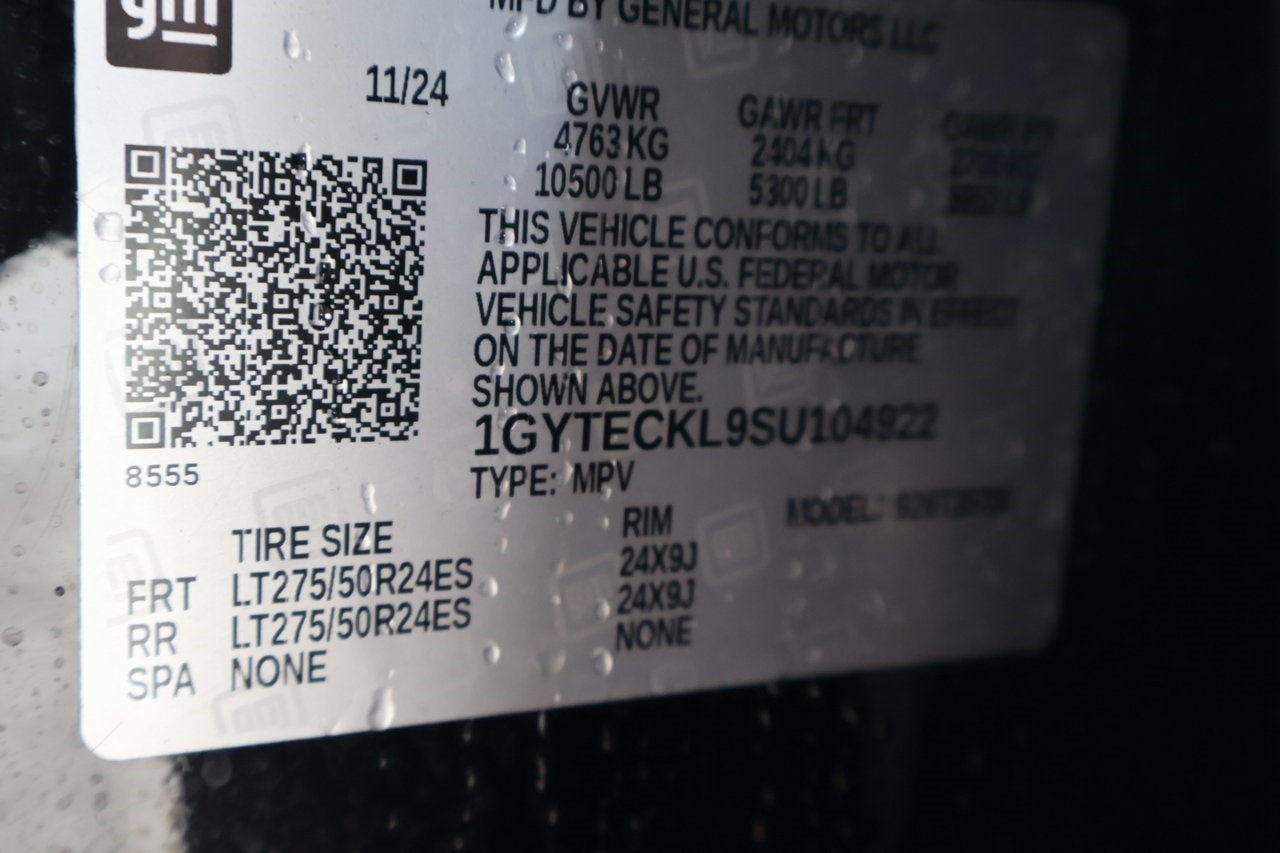 gm
MFD BY GENERAL MOTORS LLC
11/24
GVWR GAWR FRT GAWR RR
4763 KG 2404 KG
10500 LB 5300 LB
THIS VEHICLE CONFORMS TO ALL
APPLICABLE U.S. FEDERAL MOTOR
VEHICLE SAFETY STANDARDS IN EFFECT
ON THE DATE OF MANUFACTURE
SHOWN ABOVE.
1GYTECKL9SU104922
8555
TYPE: MPV
MODEL:
TIRE SIZE RIM
FRT LT275/50R24ES 24X9J
RR LT275/50R24ES 24X9J
SPA NONE NONE